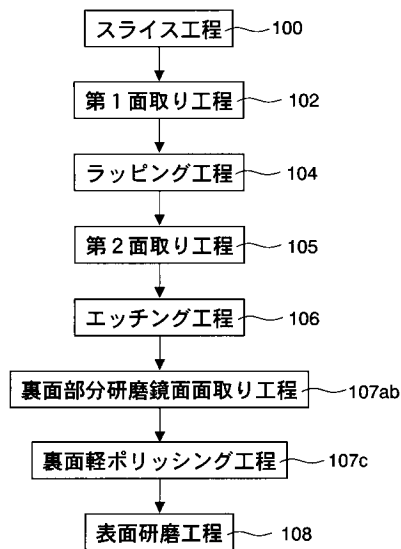 スライス工程 100
第1面取り工程 102
ラッピング工程 104
第2面取り工程 105
エッチング工程 106
裏面部分研磨鏡面面取り工程 107ab
裏面軽ポリッシング工程 107c
表面研磨工程 108